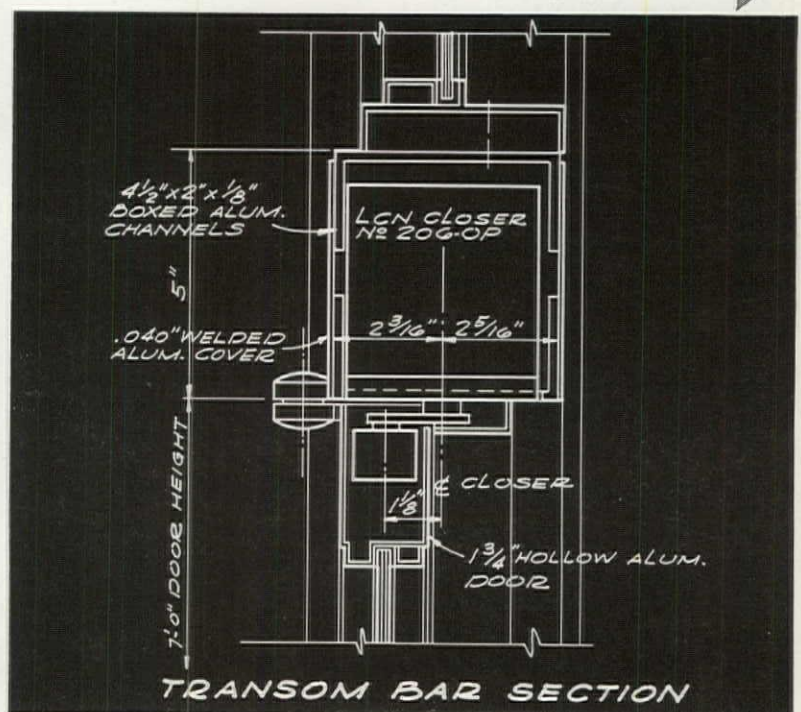 4½"x2"x⅛"
BOXED ALUM.
CHANNELS
LCN CLOSER
Nº 206-OP
5"
2 3/16" 2 5/16"
.040" WELDED
ALUM. COVER
7'-0" DOOR HEIGHT
℄ CLOSER
1⅛"
1¾" HOLLOW ALUM.
DOOR
TRANSOM BAR SECTION